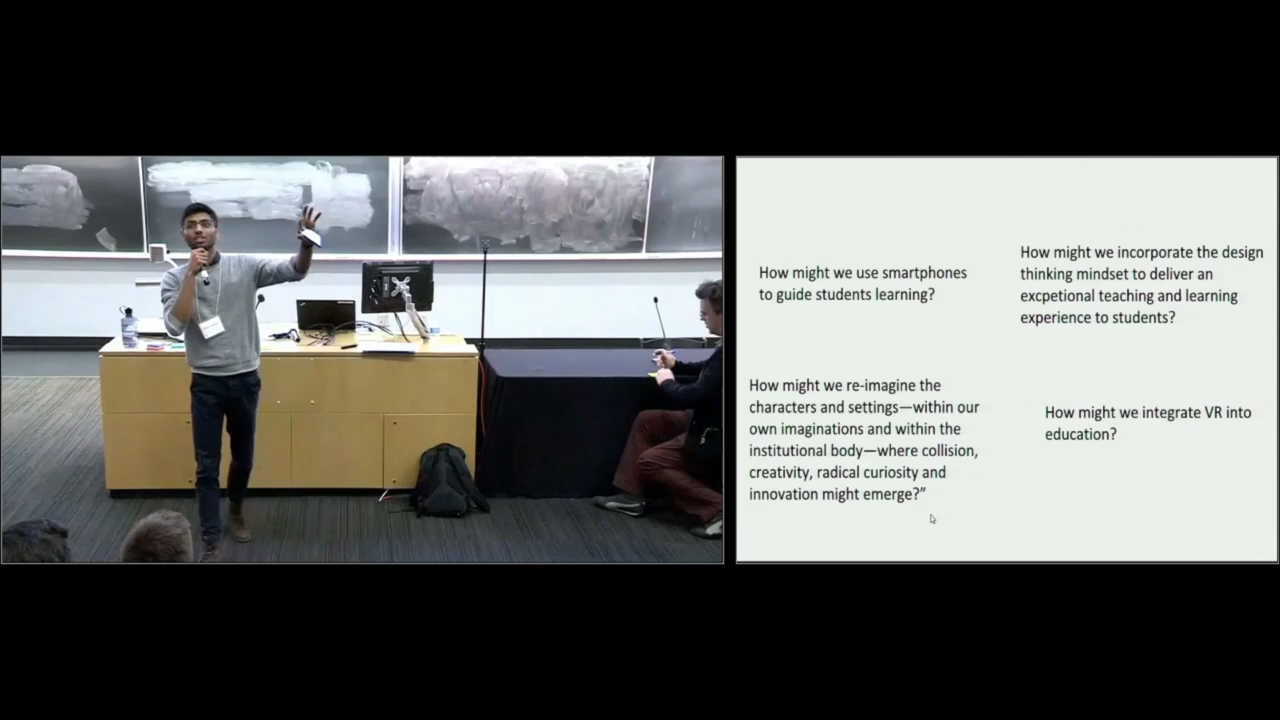 How might we use smartphones
to guide students learning?
How might we incorporate the design
thinking mindset to deliver an
excpetional teaching and learning
experience to students?
How might we re-imagine the
characters and settings—within our
own imaginations and within the
institutional body—where collision,
creativity, radical curiosity and
innovation might emerge?”
How might we integrate VR into
education?